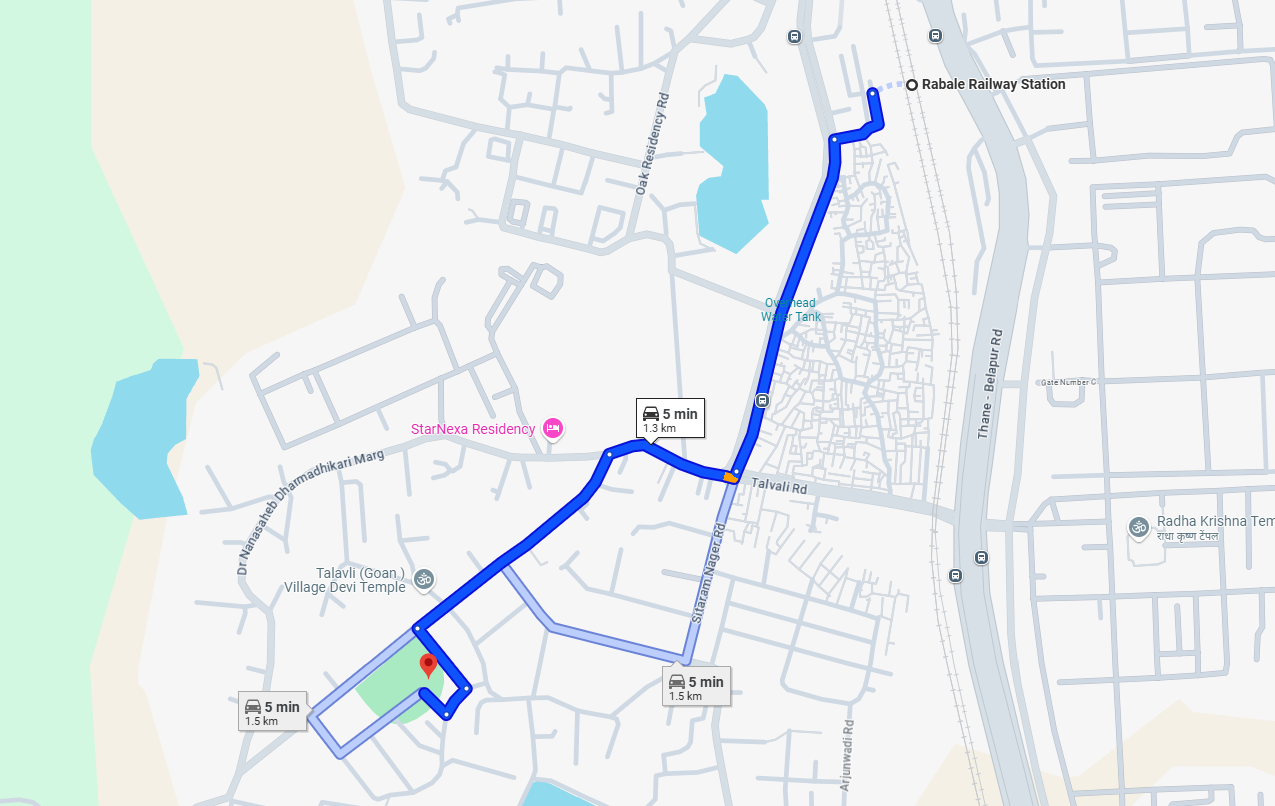 Rabale Railway Station
Oak Residency Rd
Overhead
Water Tank
Thane - Belapur Rd
Gate Number C
5 min
1.3 km
StarNexa Residency
Dr Nanasaheb Dharmadhikari Marg
Talvali Rd
Radha Krishna Tem
राधा कृष्ण टेंपल
Sitaram Nager Rd
Talavli (Goan )
Village Devi Temple
5 min
1.5 km
5 min
1.5 km
Arjunwadi Rd